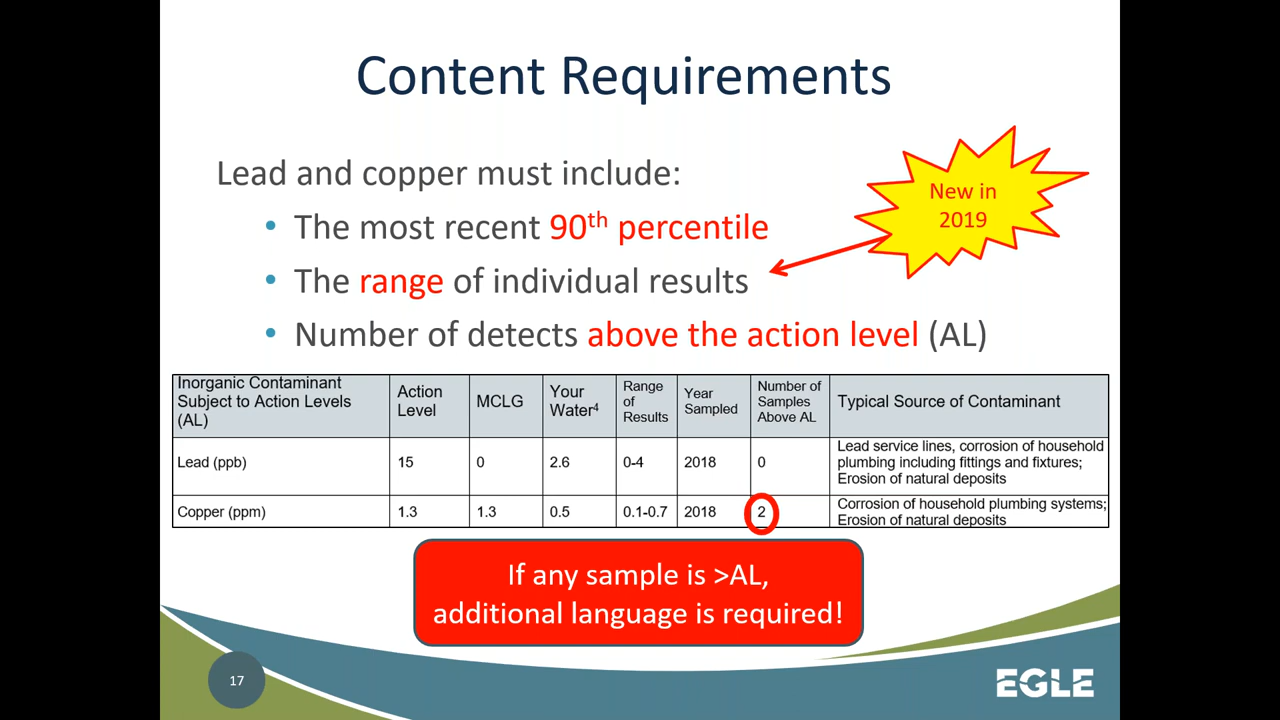 Content Requirements
Lead and copper must include:
• The most recent 90th percentile
• The range of individual results
• Number of detects above the action level (AL)
New in
2019
Inorganic Contaminant
Subject to Action Levels
(AL)
Action
Level
MCLG
Your
Water4
Range
of
Results
Year
Sampled
Number of
Samples
Above AL
Typical Source of Contaminant
Lead (ppb)
15
0
2.6
0-4
2018
0
Lead service lines, corrosion of household
plumbing including fittings and fixtures;
Erosion of natural deposits
Copper (ppm)
1.3
1.3
0.5
0.1-0.7
2018
2
Corrosion of household plumbing systems;
Erosion of natural deposits
If any sample is >AL,
additional language is required!
17
EGLE